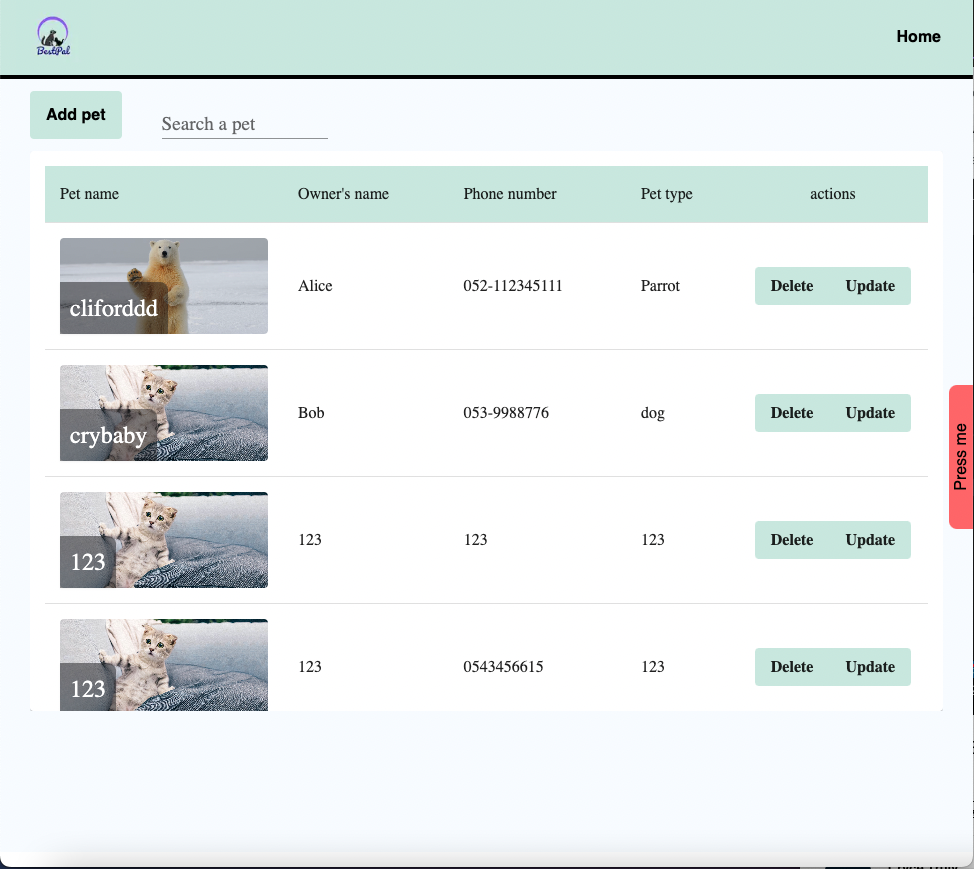 BestPal
Home
Add pet
Search a pet
Pet name Owner's name Phone number Pet type actions
cliforddd Alice 052-112345111 Parrot Delete Update
crybaby Bob 053-9988776 dog Delete Update
Press me
123 123 123 123 Delete Update
123 123 0543456615 123 Delete Update